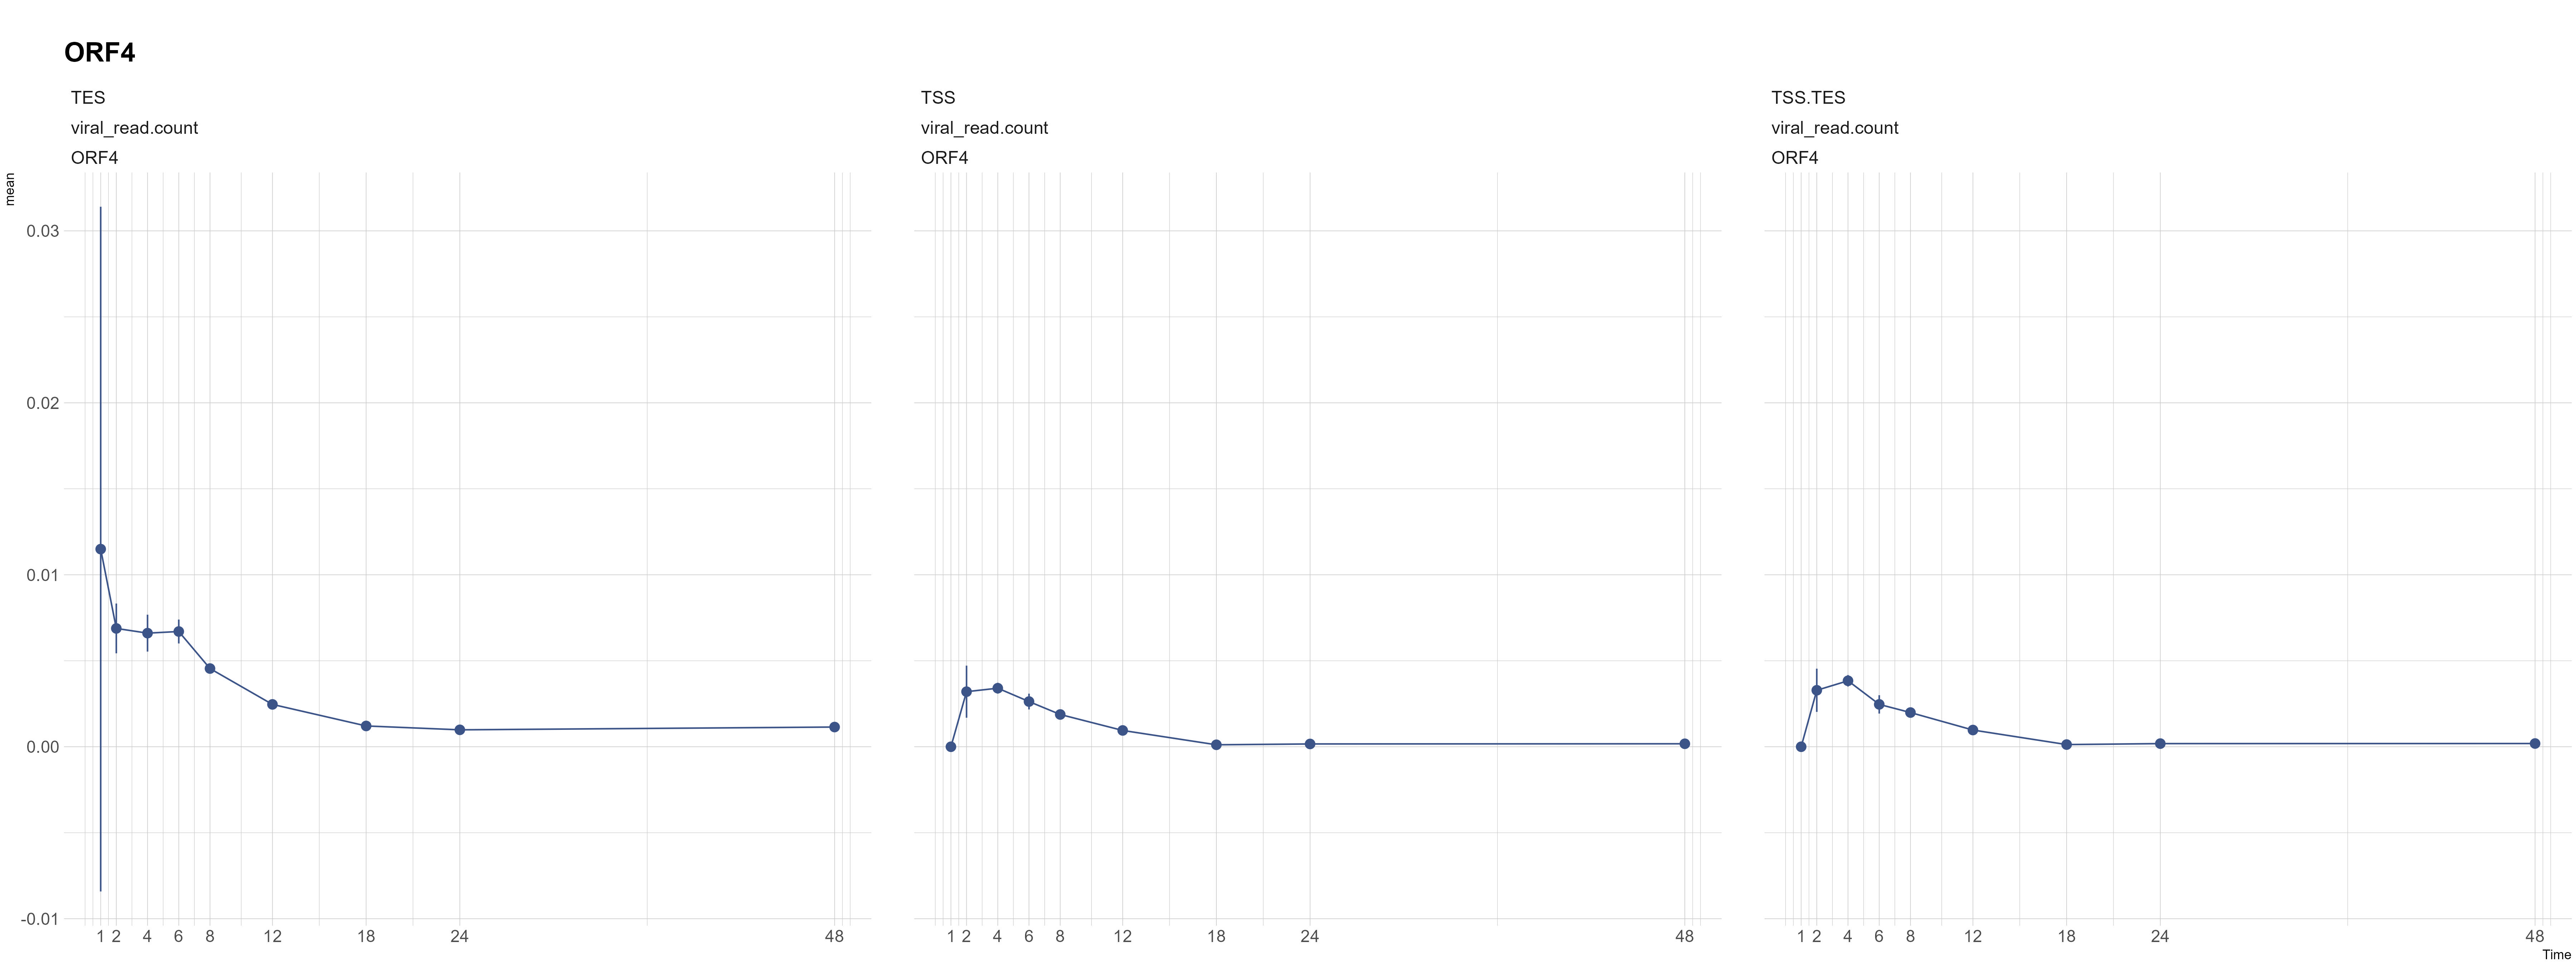 ORF4
TES
viral_read.count
ORF4
TSS
viral_read.count
ORF4
TSS.TES
viral_read.count
ORF4
mean
0.03
0.02
0.01
0.00
-0.01
1 2 4 6 8 12 18 24 48
1 2 4 6 8 12 18 24 48
1 2 4 6 8 12 18 24 48
Time